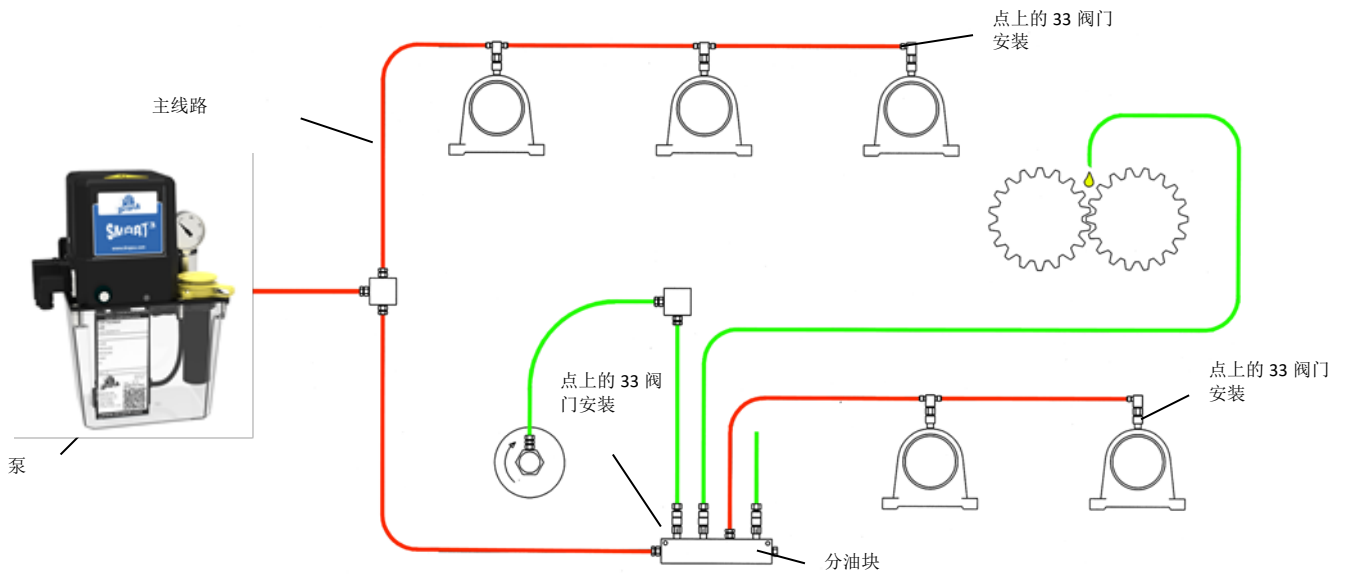 点上的 33 阀门
安装
主线路
SMART³
点上的 33 阀
门安装
点上的 33 阀门
安装
泵
分油块